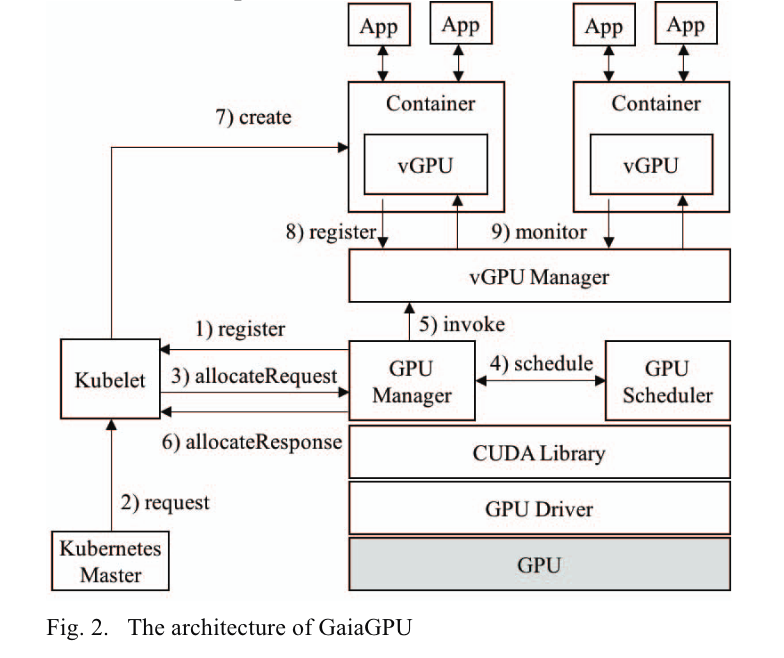 App
App
App
App
Container
Container
7) create
vGPU
vGPU
8) register
9) monitor
vGPU Manager
1) register
5) invoke
Kubelet
3) allocateRequest
GPU
Manager
4) schedule
GPU
Scheduler
6) allocateResponse
CUDA Library
2) request
GPU Driver
Kubernetes
Master
GPU
Fig. 2. The architecture of GaiaGPU